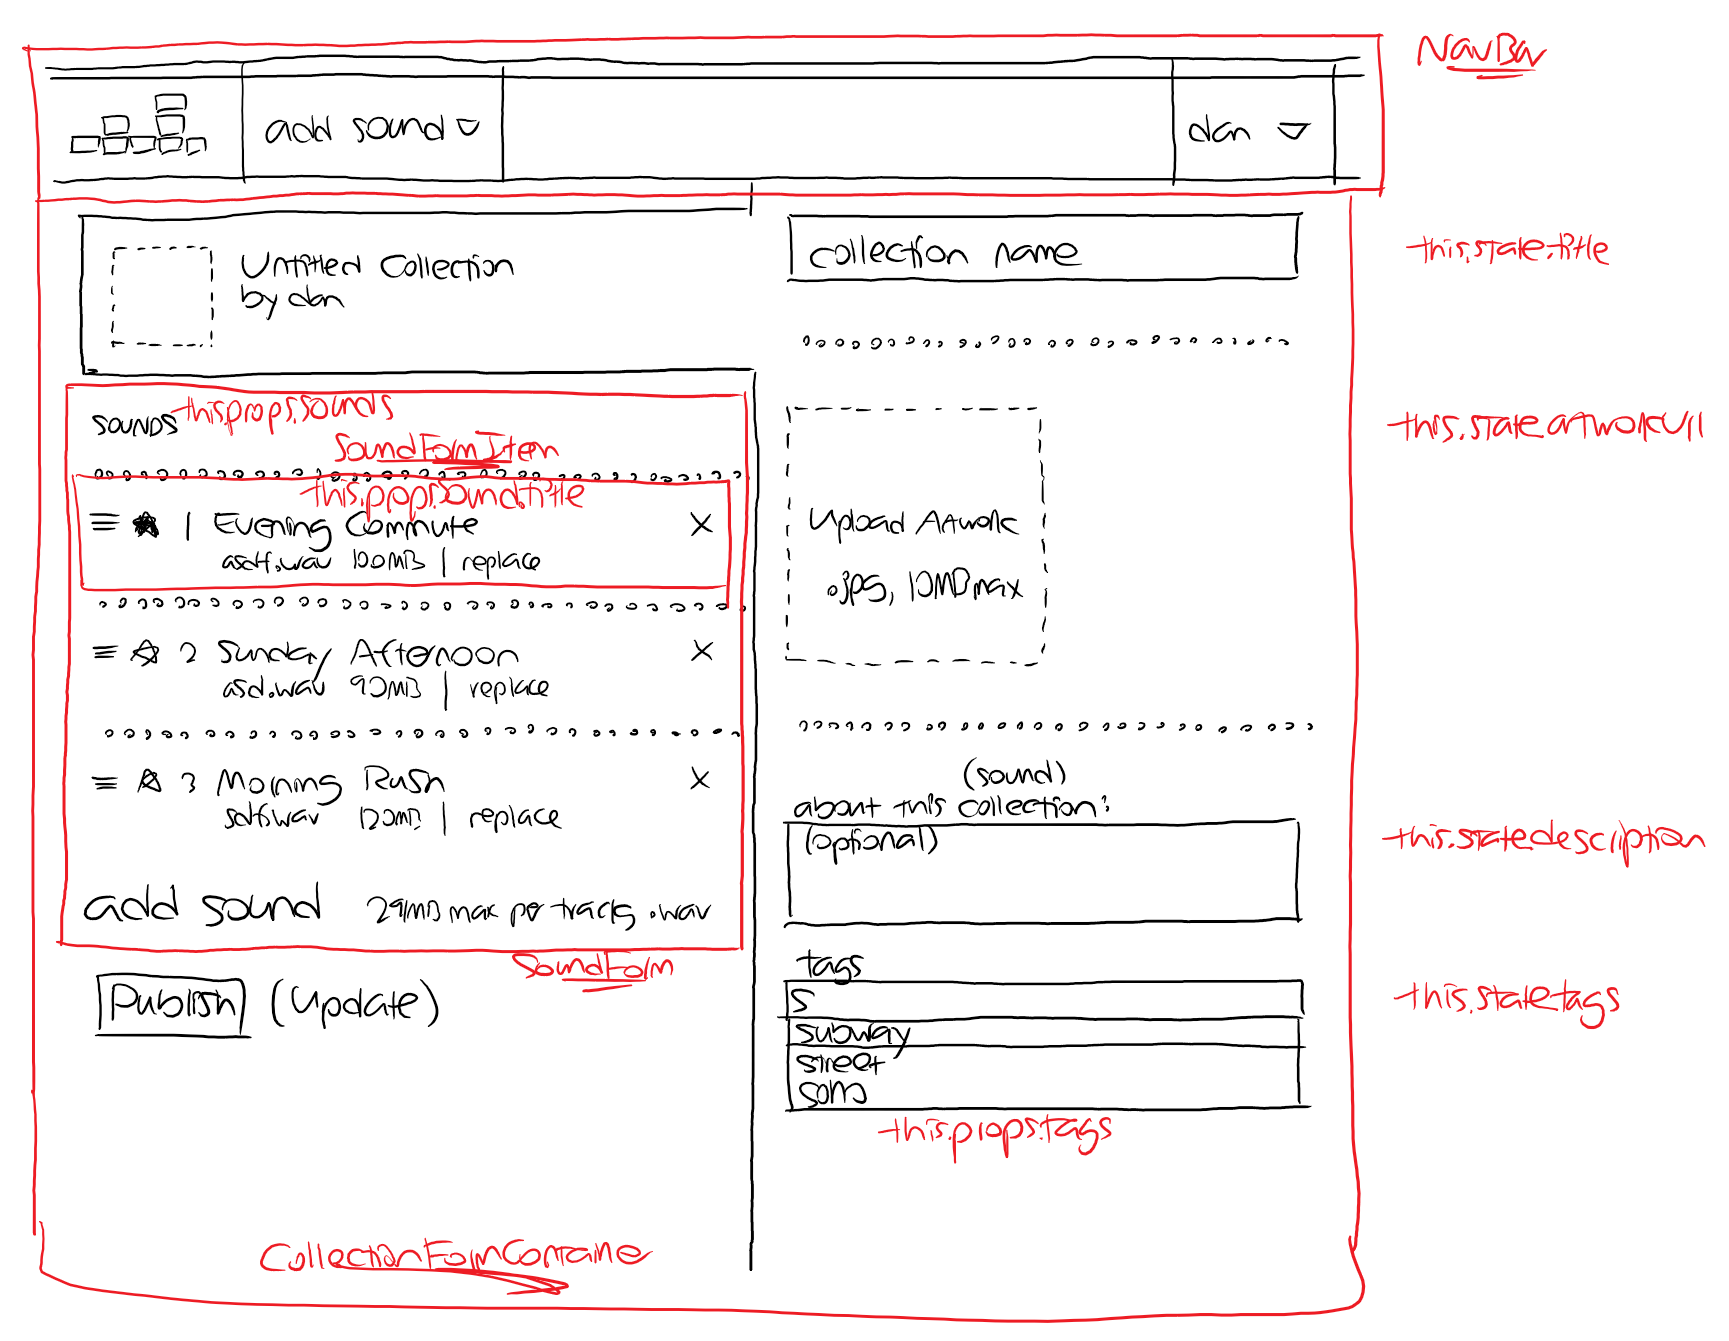 NavBar
add sound
dan
Untitled Collection
by dan
collection name
this.state.title
SOUNDS
this.props.sounds
SoundFormItem
this.props.sound.title
1 Evening Commute X
asdf.wav 100MB | replace
2 Sunday Afternoon X
asd.wav 90MB | replace
3 Morning Rush X
sdfs.wav 120MB | replace
add sound 291MB max per track, .wav
SoundForm
Publish (Update)
this.state.artworkUrl
Upload Artwork
.jpg, 10MB max
(sound)
about this collection:
(optional)
this.state.description
tags
s
subway
street
this.state.tags
this.props.tags
CollectionFormContainer